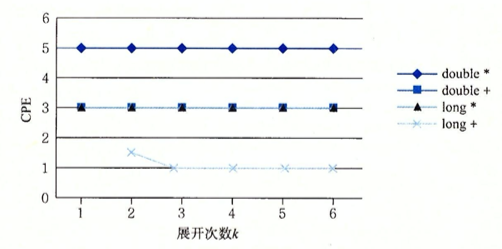 6
5
4
3
2
1
0
CPE
1 2 3 4 5 6
展开次数k
double *
double +
long *
long +